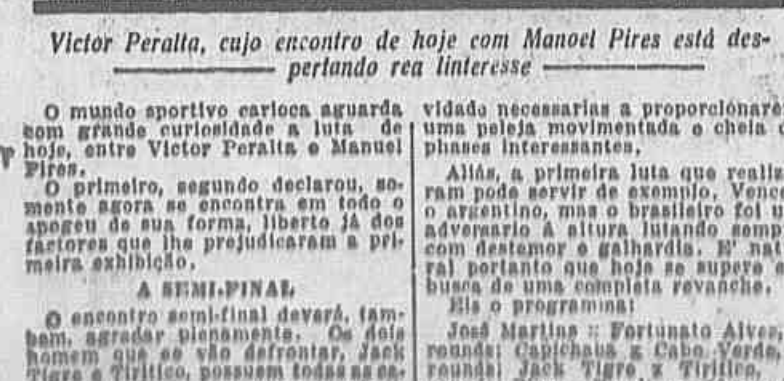 Victor Peralta, cujo encontro de hoje com Manoel Pires está des-
pertando rea linteresse
O mundo sportivo carioca aguarda
com grande curiosidade a luta de
hoje, entre Victor Peralta e Manuel
Pires.
O primeiro, segundo declarou, so-
mente agora se encontra em todo o
apogeu de sua forma, liberto já dos
factores que lhe prejudicaram a pri-
meira exhibição.
A SEMI-FINAL
O encontro semi-final deverá, tam-
bem, agradar plenamente. Os dois
homem que se vão defrontar, Jack
Tigre e Tiritico, possuem todas as ca-
vidade necessarias a proporcionare
uma peleja movimentada e cheia
phases interessantes.
Aliás, a primeira luta que realiz
ram pode servir de exemplo. Vence
o argentino, mas o brasileiro foi u
adversario á altura lutando semp
com destemor e galhardia. E' nat
ral portanto que hoje se supere
busca de uma completa revanche.
Eis o programma:
José Martins :: Fortunato Alves,
rounds; Capichaba x Cabo Verde,
rounds; Jack Tigre x Tiritico,